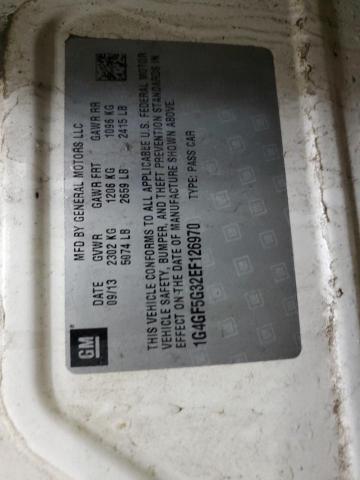 MFD BY GENERAL MOTORS LLC
DATE GVWR GAWR FRT GAWR RR
09/13 2302 KG 1206 KG 1096 KG
5074 LB 2659 LB 2415 LB
THIS VEHICLE CONFORMS TO ALL APPLICABLE U.S. FEDERAL MOTOR
VEHICLE SAFETY, BUMPER, AND THEFT PREVENTION STANDARDS IN
EFFECT ON THE DATE OF MANUFACTURE SHOWN ABOVE.
1G4GF5G32EF126970 TYPE: PASS CAR
GM